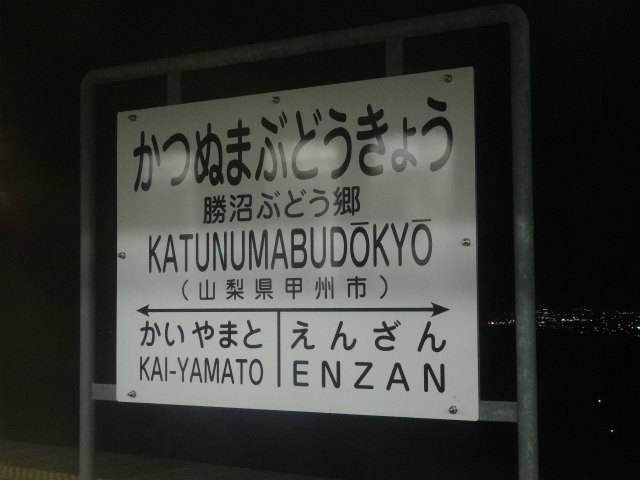 かつぬまぶどうきょう
勝沼ぶどう郷
KATUNUMABUDŌKYŌ
（山梨県甲州市）
かいやまと えんざん
KAI-YAMATO ENZAN